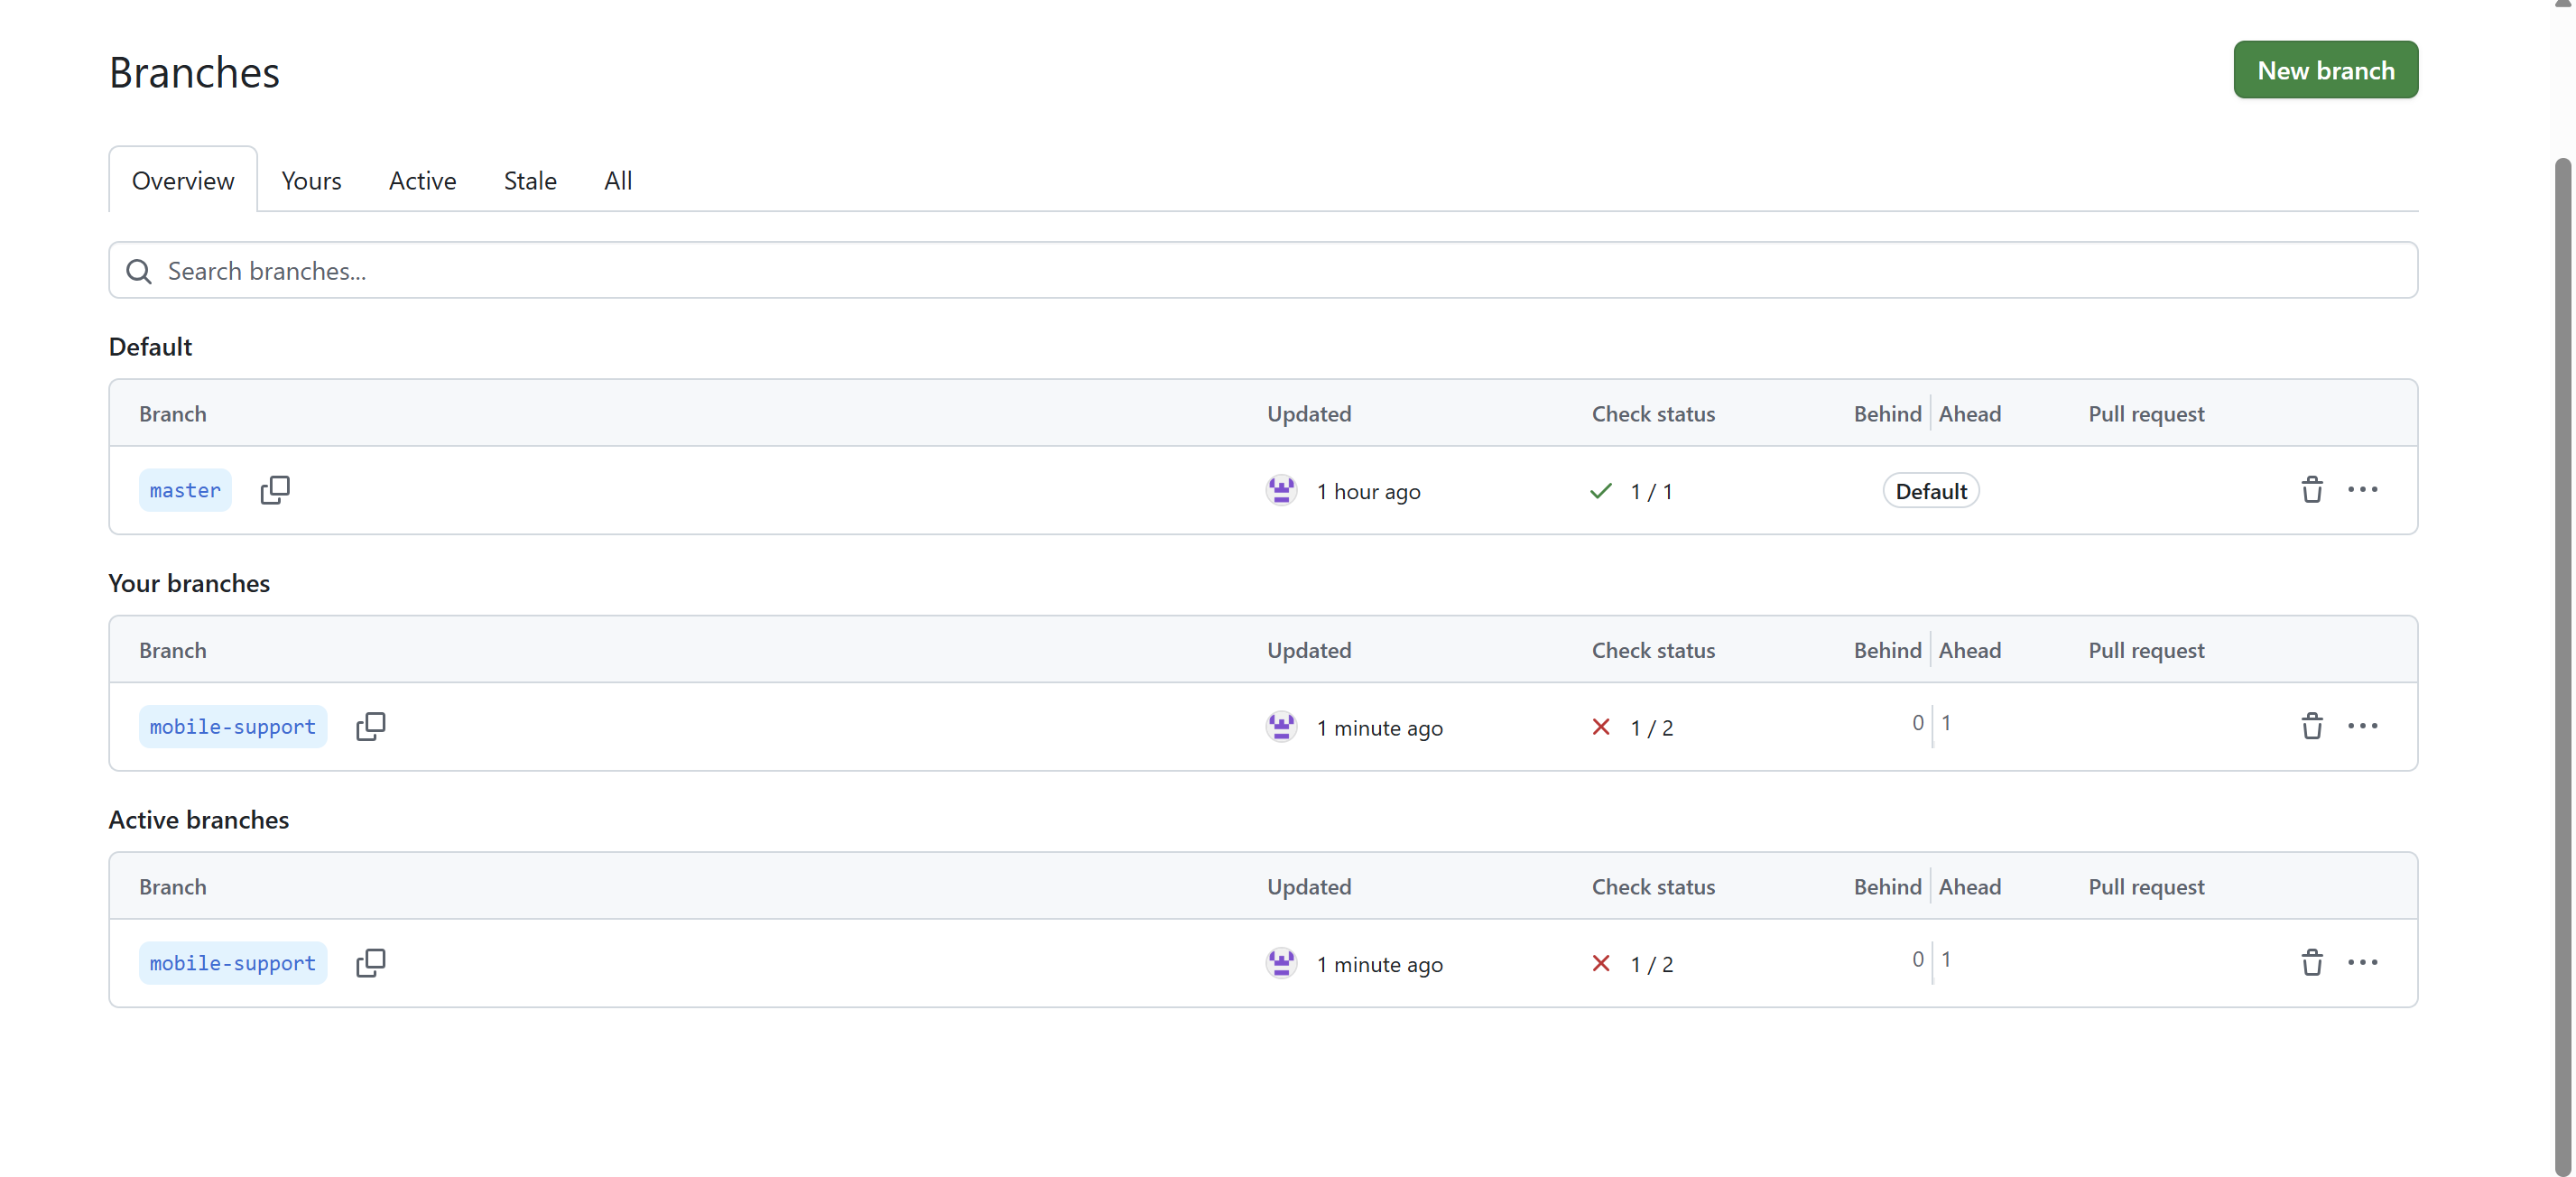 Branches
New branch
Overview Yours Active Stale All
Search branches...
Default
Branch Updated Check status Behind Ahead Pull request
master 1 hour ago 1 / 1 Default
Your branches
Branch Updated Check status Behind Ahead Pull request
mobile-support 1 minute ago 1 / 2 0 1
Active branches
Branch Updated Check status Behind Ahead Pull request
mobile-support 1 minute ago 1 / 2 0 1